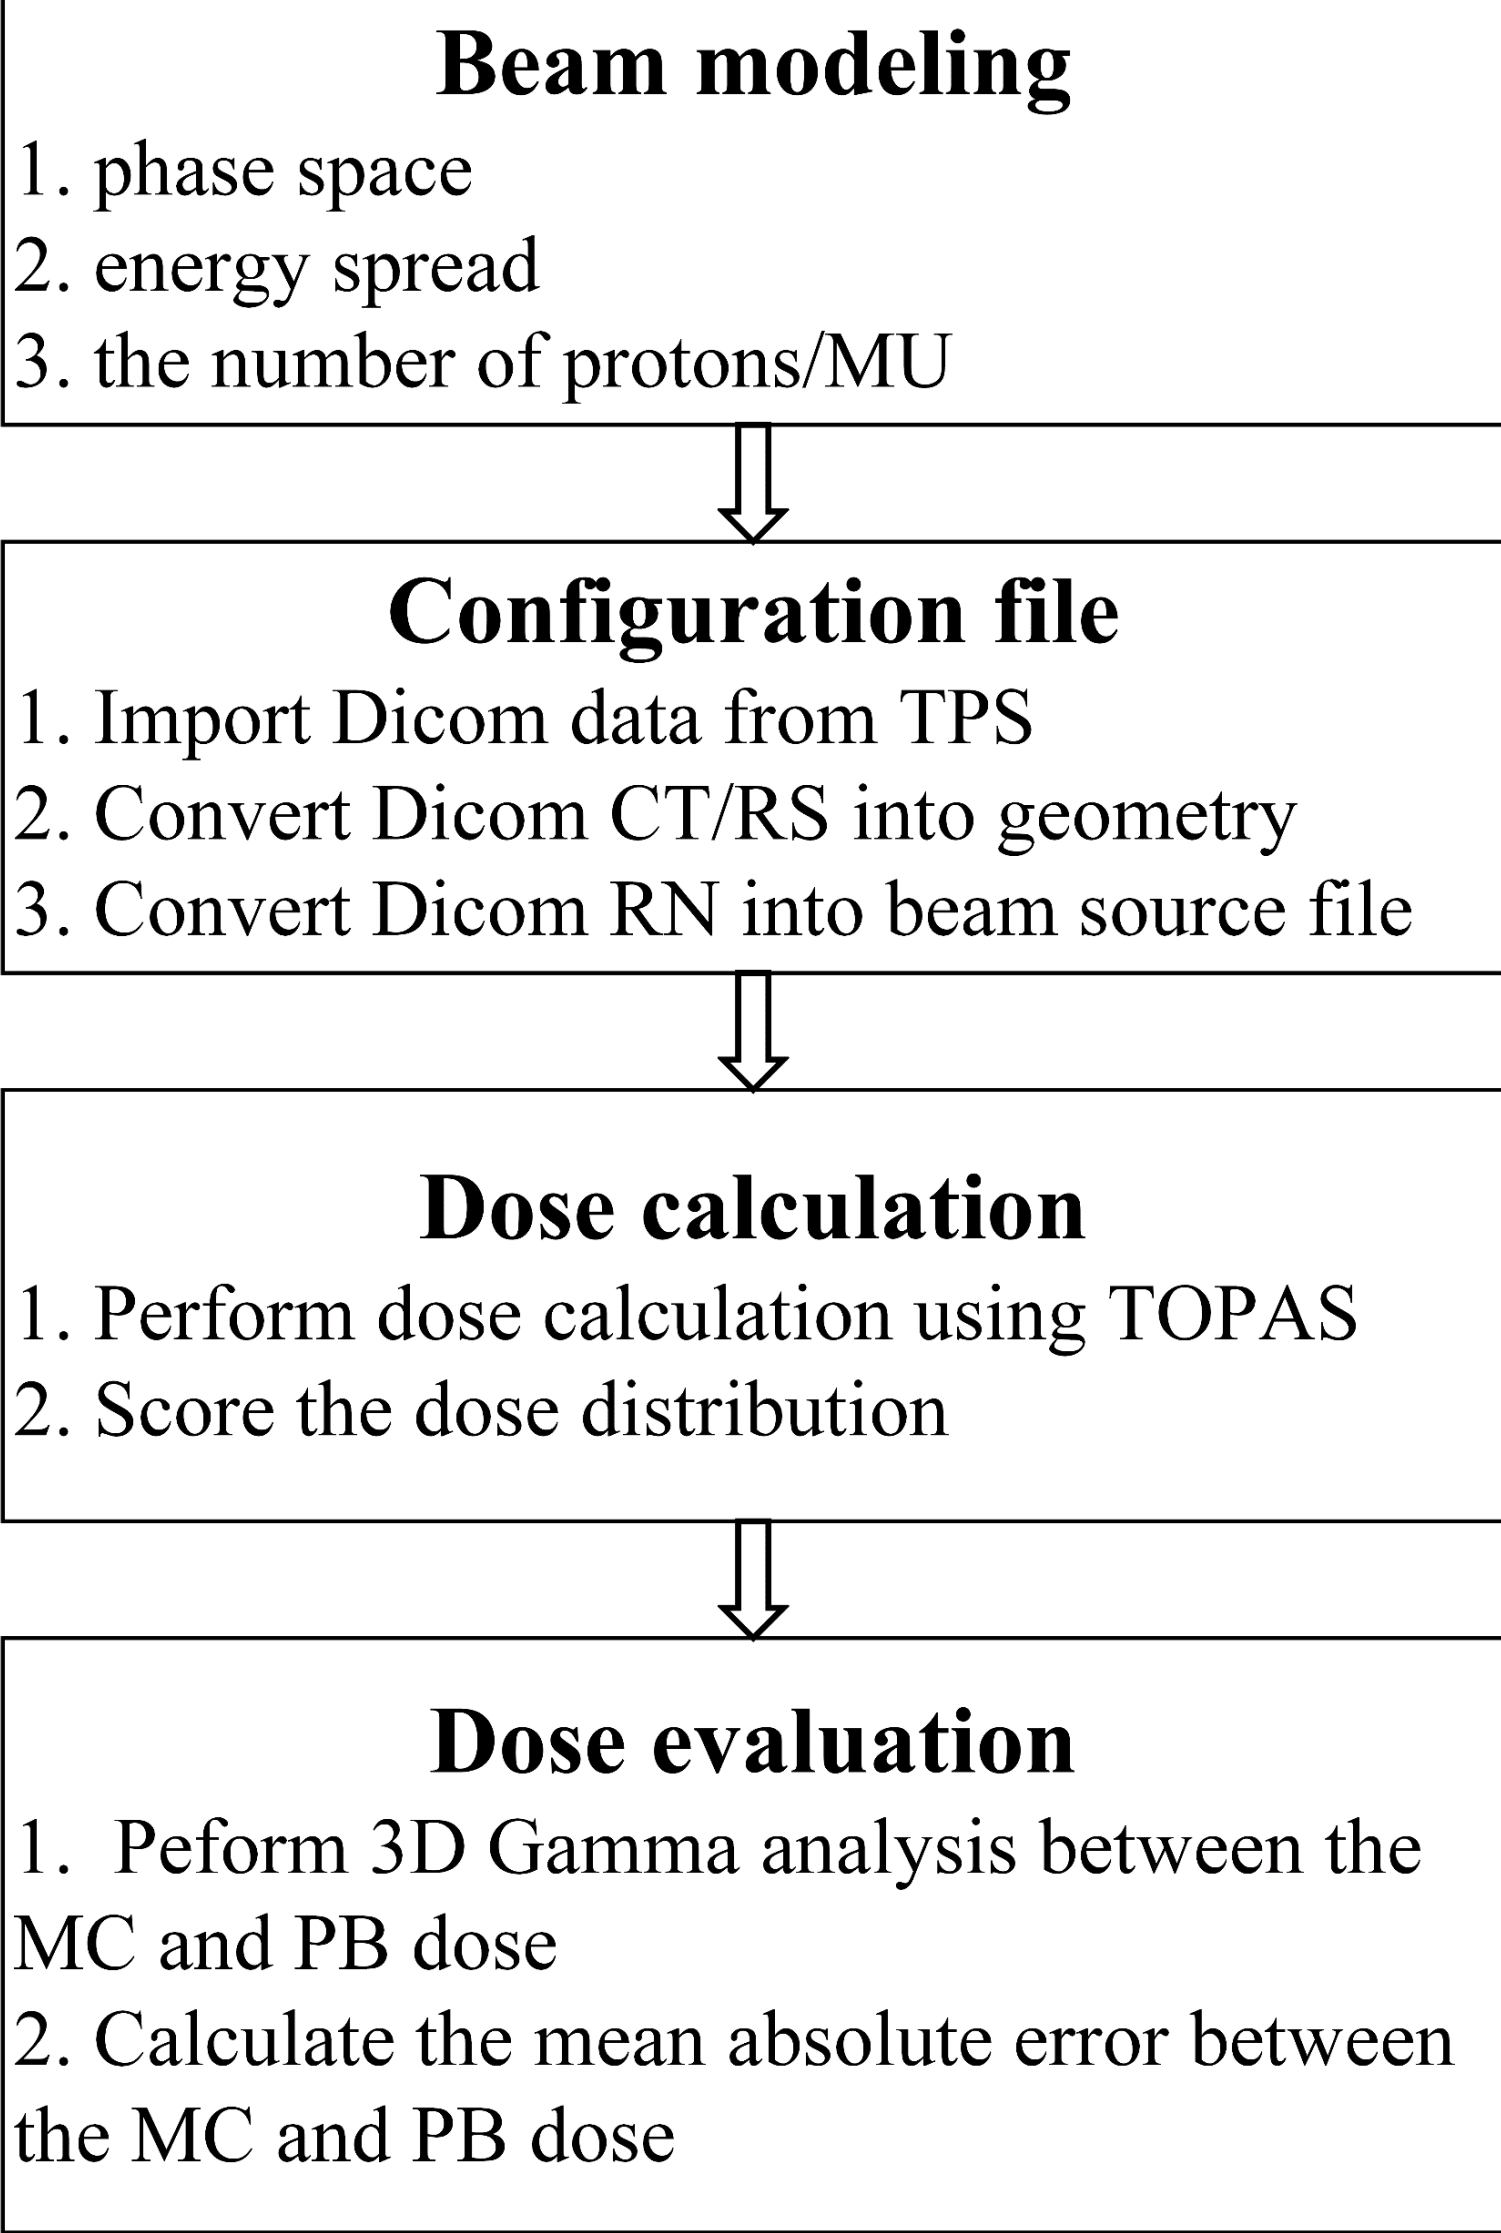 Beam modeling
1. phase space
2. energy spread
3. the number of protons/MU
Configuration file
1. Import Dicom data from TPS
2. Convert Dicom CT/RS into geometry
3. Convert Dicom RN into beam source file
Dose calculation
1. Perform dose calculation using TOPAS
2. Score the dose distribution
Dose evaluation
1. Peform 3D Gamma analysis between the
MC and PB dose
2. Calculate the mean absolute error between
the MC and PB dose